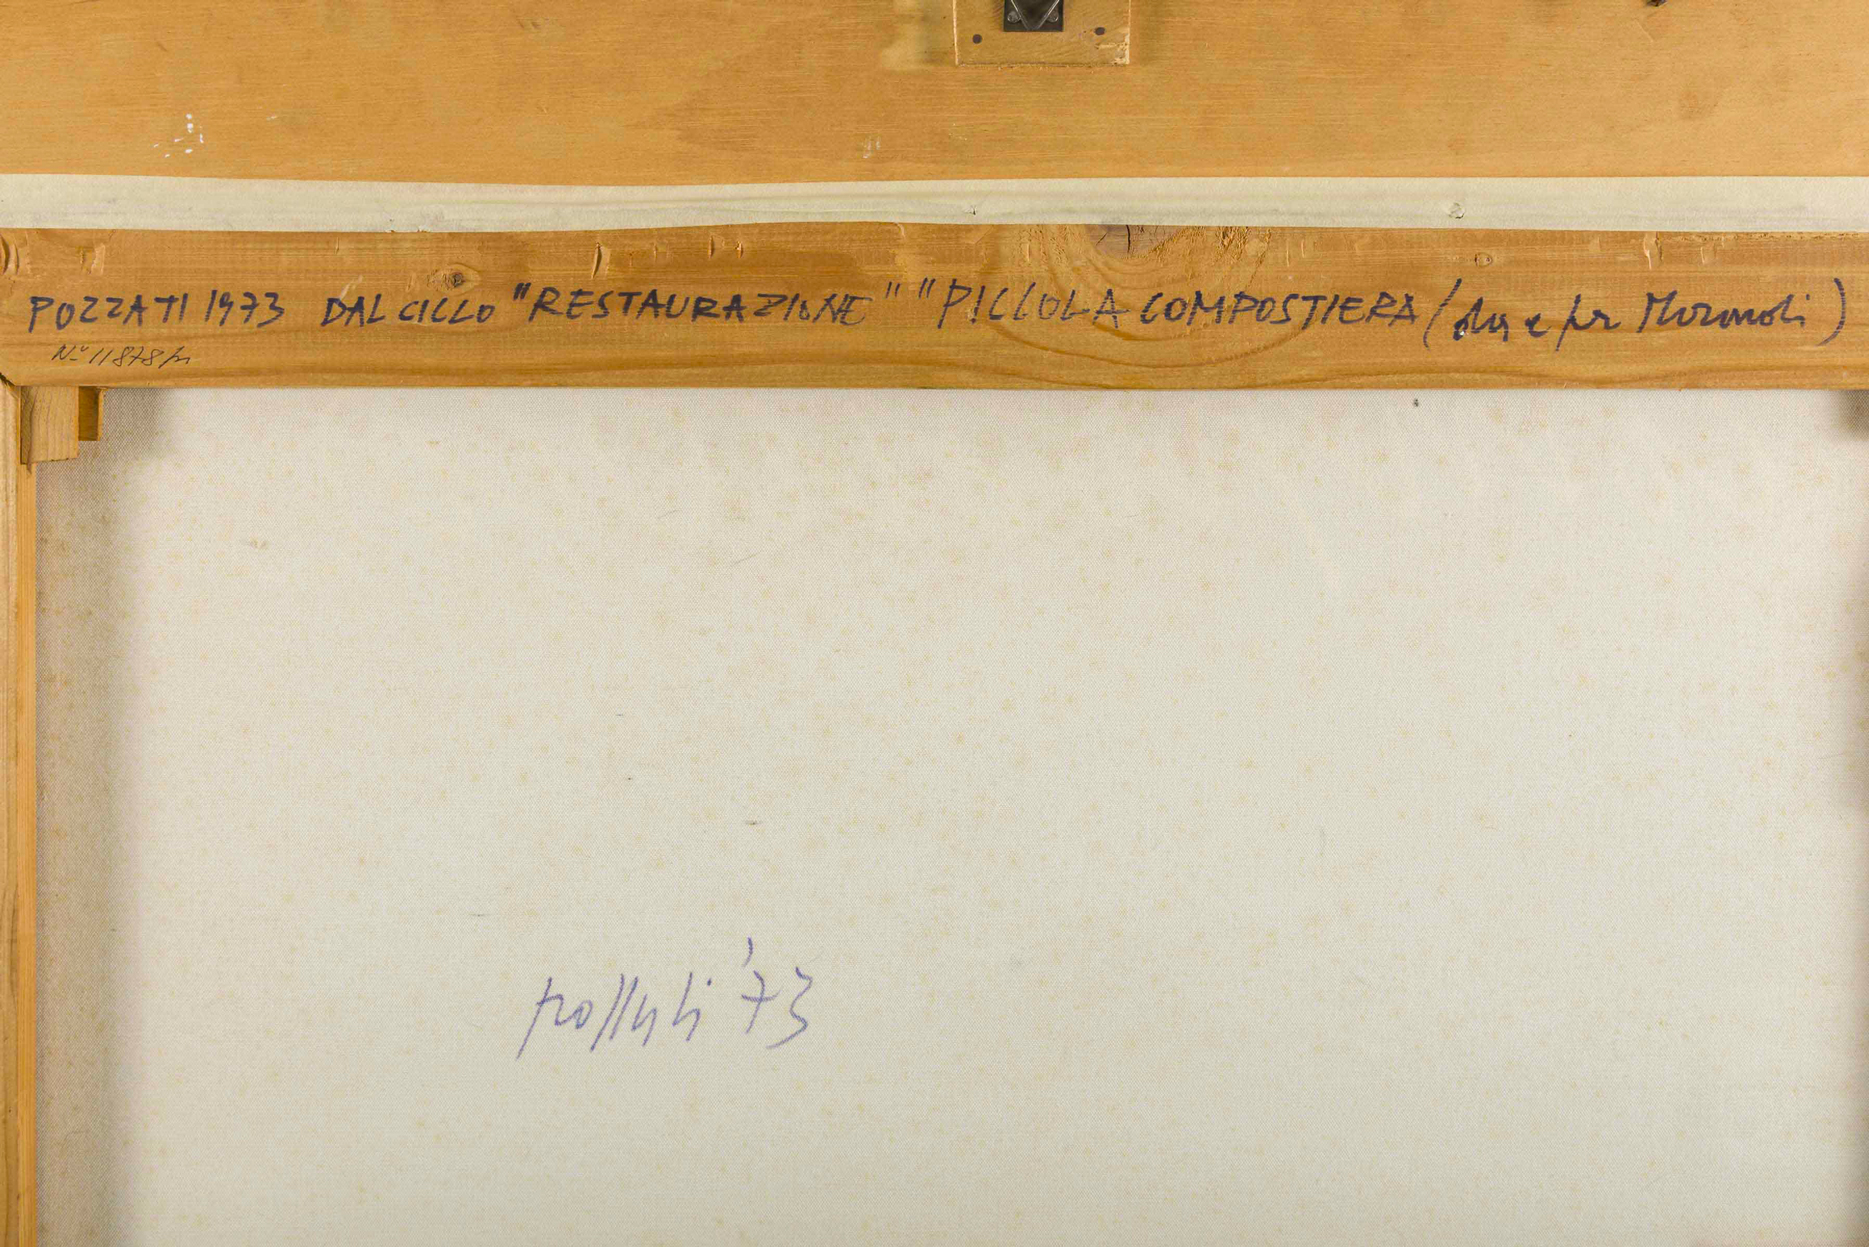 POZZATI 1973 DAL CICLO "RESTAURAZIONE" "PICCOLA COMPOSTIERA (da e per Morandi)
N° 11878/
pozzati '73